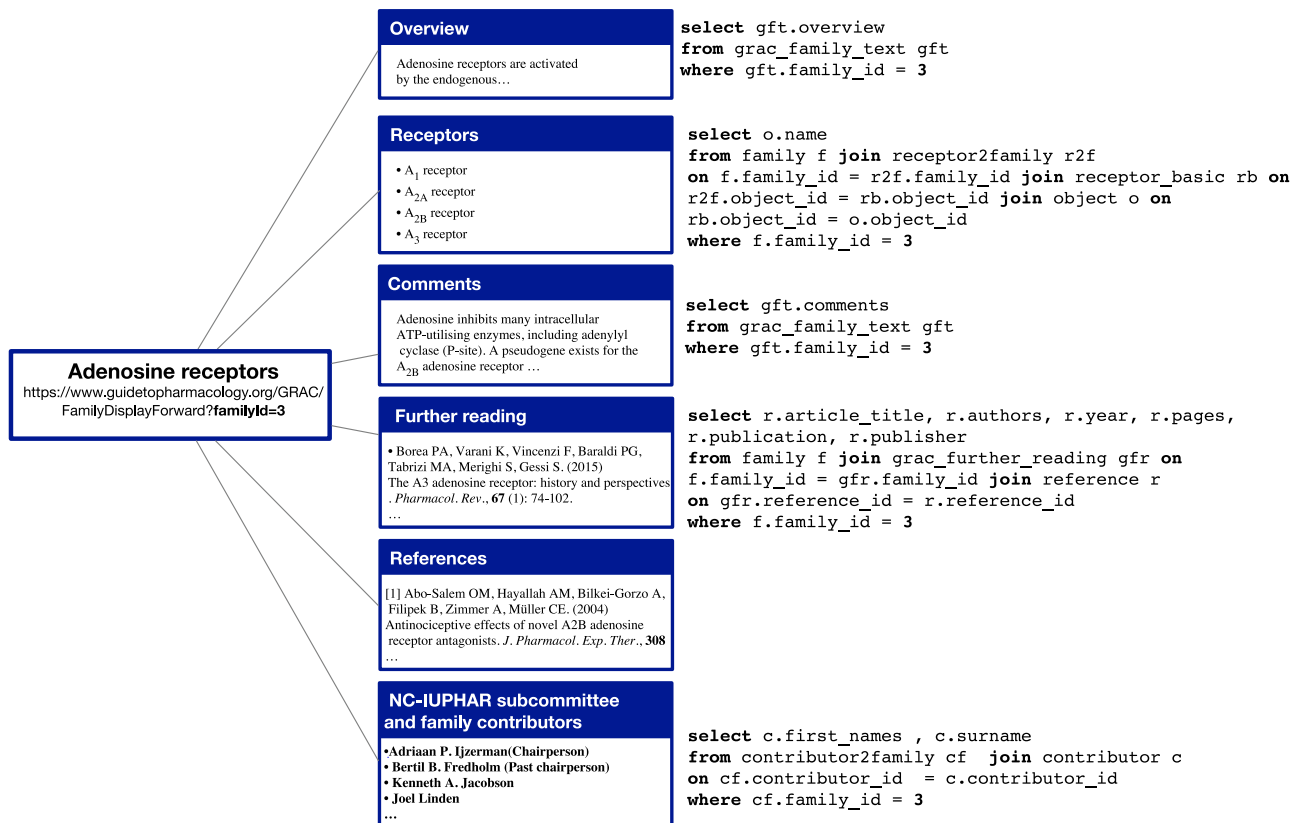 Adenosine receptors
https://www.guidetopharmacology.org/GRAC/
FamilyDisplayForward?familyId=3
Overview
Adenosine receptors are activated
by the endogenous…
select gft.overview
from grac_family_text gft
where gft.family_id = 3
Receptors
• A1 receptor
• A2A receptor
• A2B receptor
• A3 receptor
select o.name
from family f join receptor2family r2f
on f.family_id = r2f.family_id join receptor_basic rb on
r2f.object_id = rb.object_id join object o on
rb.object_id = o.object_id
where f.family_id = 3
Comments
Adenosine inhibits many intracellular
ATP-utilising enzymes, including adenylyl
cyclase (P-site). A pseudogene exists for the
A2B adenosine receptor …
select gft.comments
from grac_family_text gft
where gft.family_id = 3
Further reading
• Borea PA, Varani K, Vincenzi F, Baraldi PG,
Tabrizi MA, Merighi S, Gessi S. (2015)
The A3 adenosine receptor: history and perspectives
. Pharmacol. Rev., 67 (1): 74-102.
…
select r.article_title, r.authors, r.year, r.pages,
r.publication, r.publisher
from family f join grac_further_reading gfr on
f.family_id = gfr.family_id join reference r
on gfr.reference_id = r.reference_id
where f.family_id = 3
References
[1] Abo-Salem OM, Hayallah AM, Bilkei-Gorzo A,
Filipek B, Zimmer A, Müller CE. (2004)
Antinociceptive effects of novel A2B adenosine
receptor antagonists. J. Pharmacol. Exp. Ther., 308
…
NC-IUPHAR subcommittee
and family contributors
•Adriaan P. Ijzerman(Chairperson)
• Bertil B. Fredholm (Past chairperson)
• Kenneth A. Jacobson
• Joel Linden
…
select c.first_names , c.surname
from contributor2family cf join contributor c
on cf.contributor_id = c.contributor_id
where cf.family_id = 3